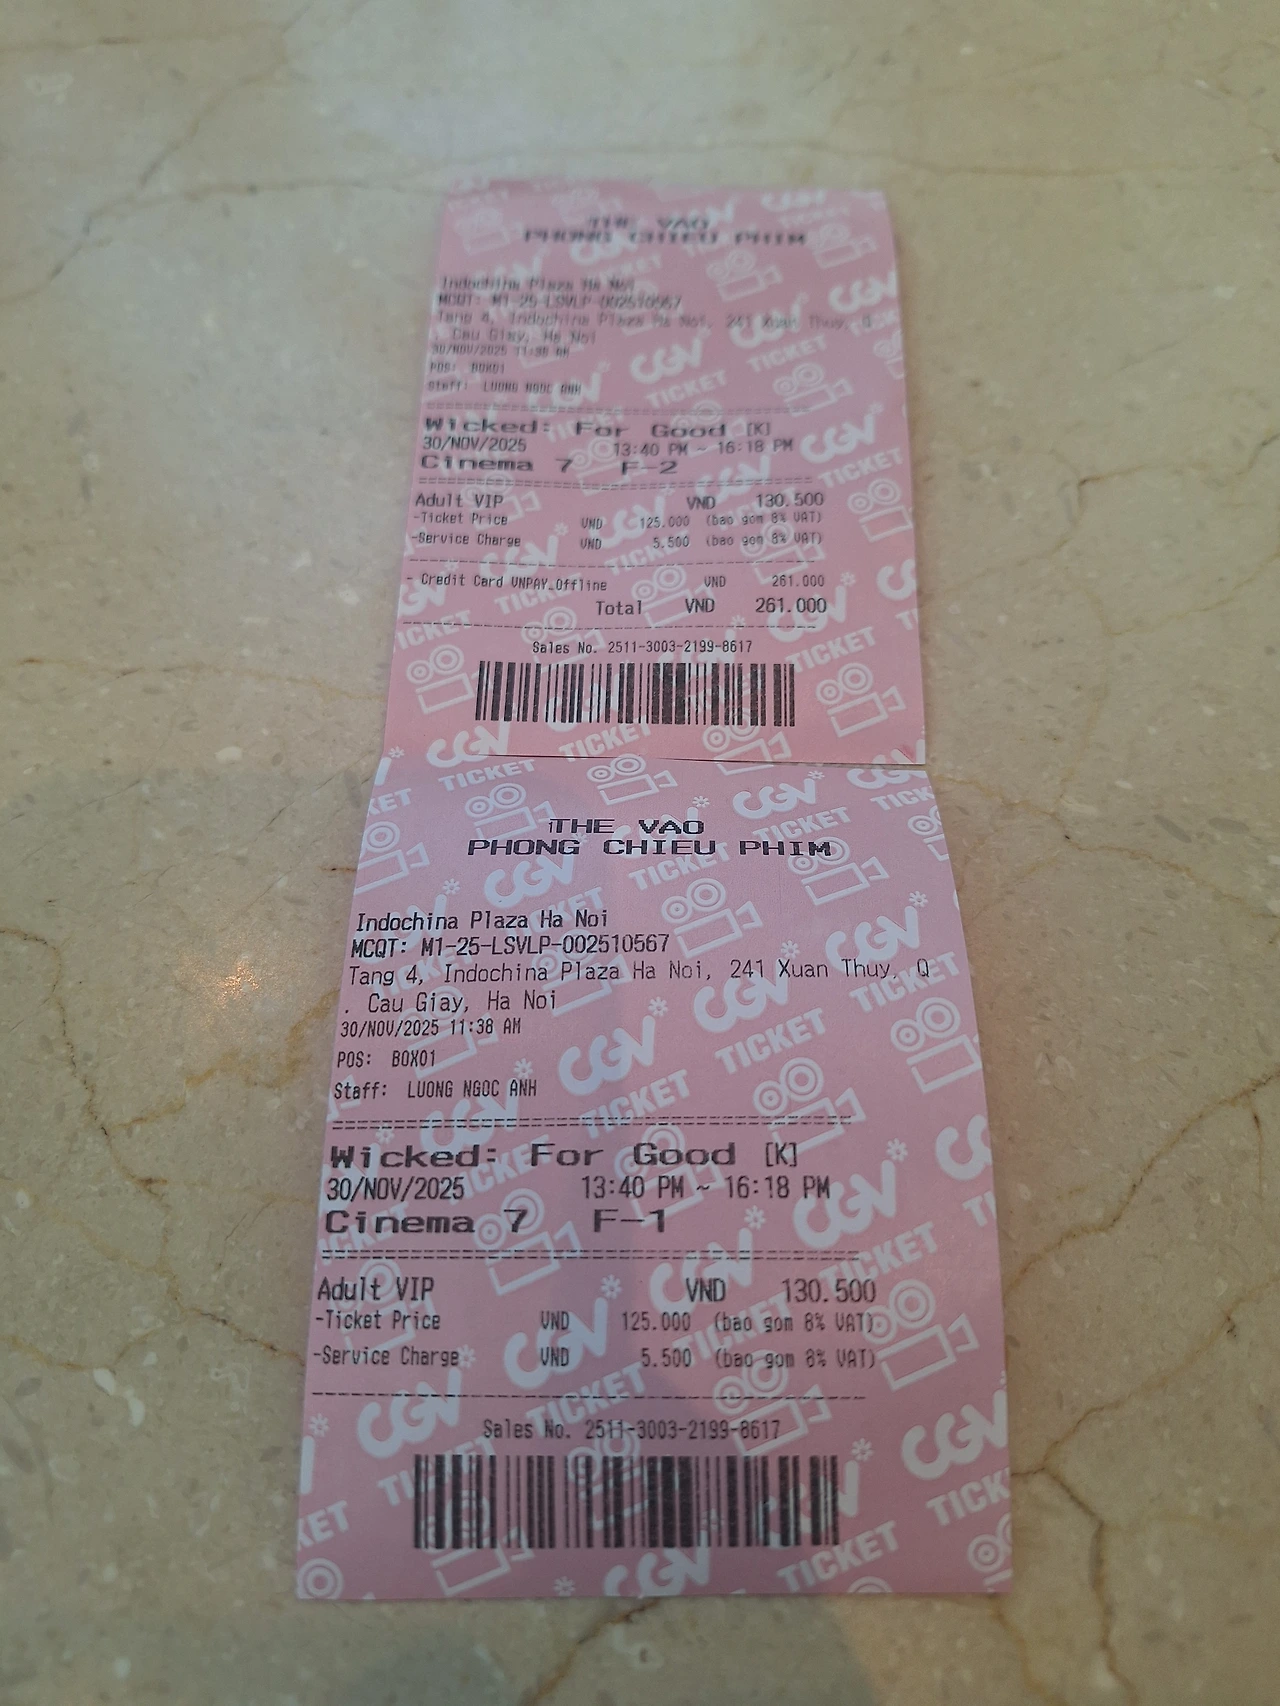 THE VAO
PHONG CHIEU PHIM
Indochina Plaza Ha Noi
MCQT: M1-25-LSVLP-002510567
Tang 4, Indochina Plaza Ha Noi, 241 Xuan Thuy, Q
. Cau Giay, Ha Noi
30/NOV/2025 11:38 AM
POS: BOX01
Staff: LUONG NGOC ANH
Wicked: For Good [K]
30/NOV/2025 13:40 PM ~ 16:18 PM
Cinema 7 F-2
Adult VIP VND 130.500
-Ticket Price VND 125.000 (bao gom 8% VAT)
-Service Charge VND 5.500 (bao gom 8% VAT)
- Credit Card VNPAY_Offline VND 261.000
Total VND 261.000
Sales No. 2511-3003-2199-8617
THE VAO
PHONG CHIEU PHIM
Indochina Plaza Ha Noi
MCQT: M1-25-LSVLP-002510567
Tang 4, Indochina Plaza Ha Noi, 241 Xuan Thuy, Q
. Cau Giay, Ha Noi
30/NOV/2025 11:38 AM
POS: BOX01
Staff: LUONG NGOC ANH
Wicked: For Good [K]
30/NOV/2025 13:40 PM ~ 16:18 PM
Cinema 7 F-1
Adult VIP VND 130.500
-Ticket Price VND 125.000 (bao gom 8% VAT)
-Service Charge VND 5.500 (bao gom 8% VAT)
Sales No. 2511-3003-2199-8617
CGV
TICKET